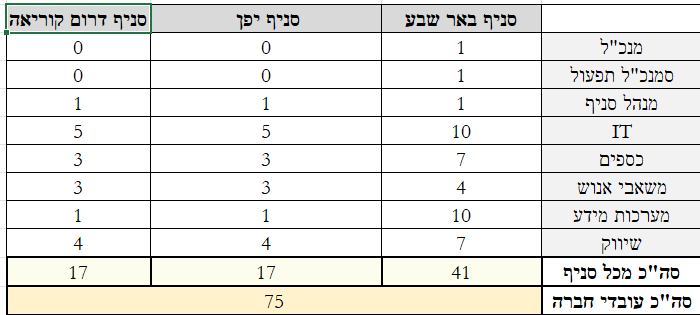 סניף באר שבע סניף יפן סניף דרום קוריאה
מנכ"ל 1 0 0
סמנכ"ל תפעול 1 0 0
מנהל סניף 1 1 1
IT 10 5 5
כספים 7 3 3
משאבי אנוש 4 3 3
מערכות מידע 10 1 1
שיווק 7 4 4
סה"כ מכל סניף 41 17 17
סה"כ עובדי חברה 75